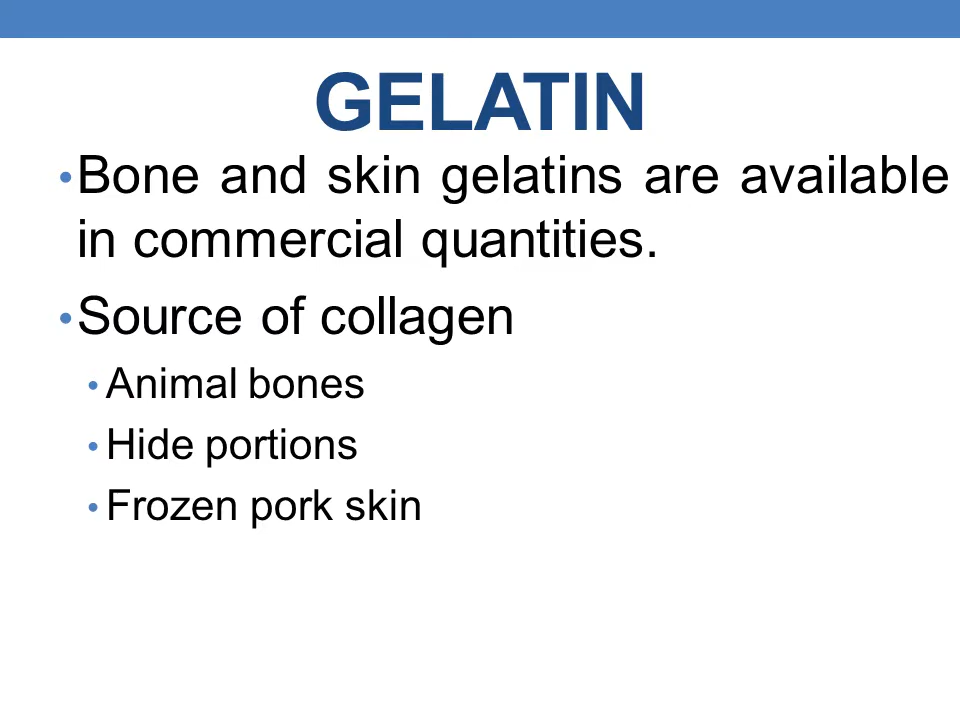 GELATIN
• Bone and skin gelatins are available
in commercial quantities.
• Source of collagen
• Animal bones
• Hide portions
• Frozen pork skin